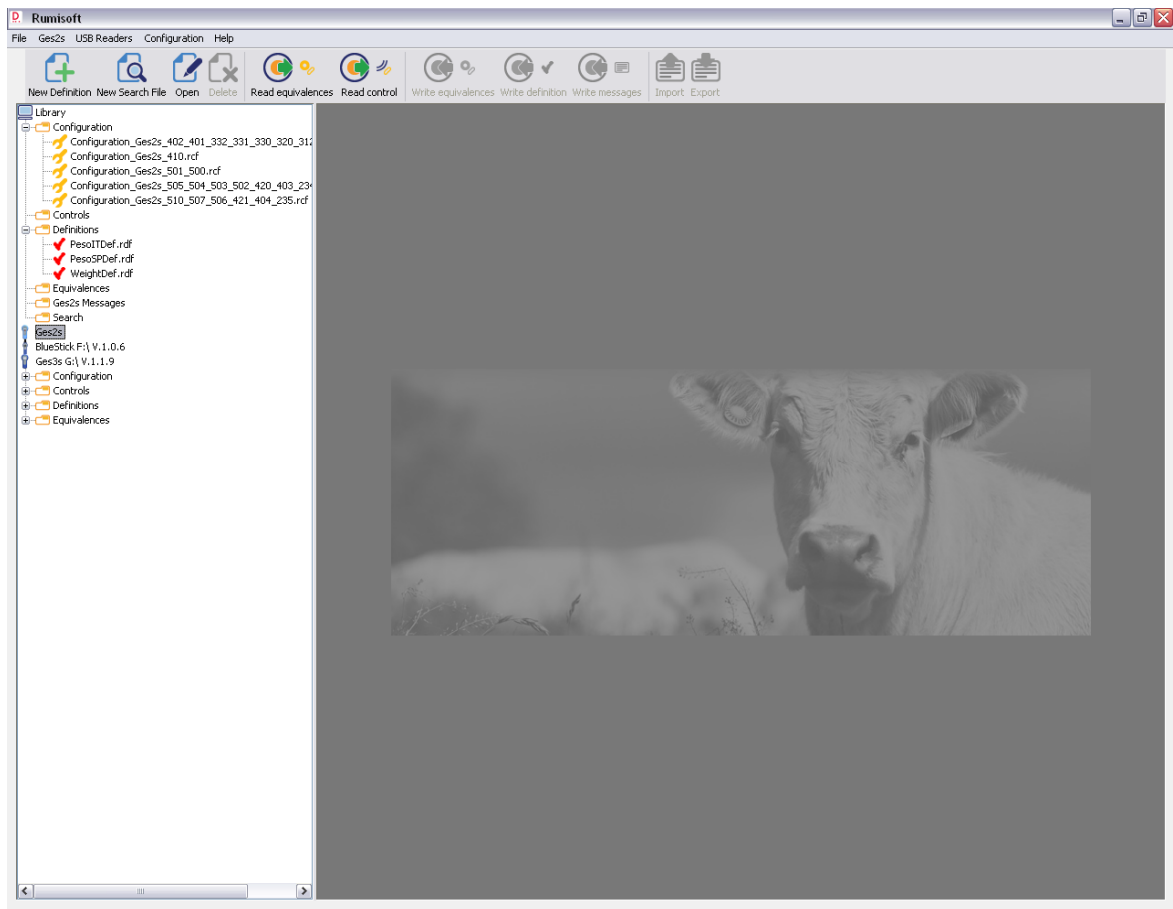 Rumisoft
File Ges2s USB Readers Configuration Help
New Definition New Search File Open Delete Read equivalences Read control Write equivalences Write definition Write messages Import Export
Library
Configuration
Configuration_Ges2s_402_401_332_331_330_320_312
Configuration_Ges2s_410.rcf
Configuration_Ges2s_501_500.rcf
Configuration_Ges2s_505_504_503_502_420_403_234
Configuration_Ges2s_510_507_506_421_404_235.rcf
Controls
Definitions
PesoITDef.rdf
PesoSPDef.rdf
WeightDef.rdf
Equivalences
Ges2s Messages
Search
Ges2s
BlueStick F:\ V.1.0.6
Ges3s G:\ V.1.1.9
Configuration
Controls
Definitions
Equivalences